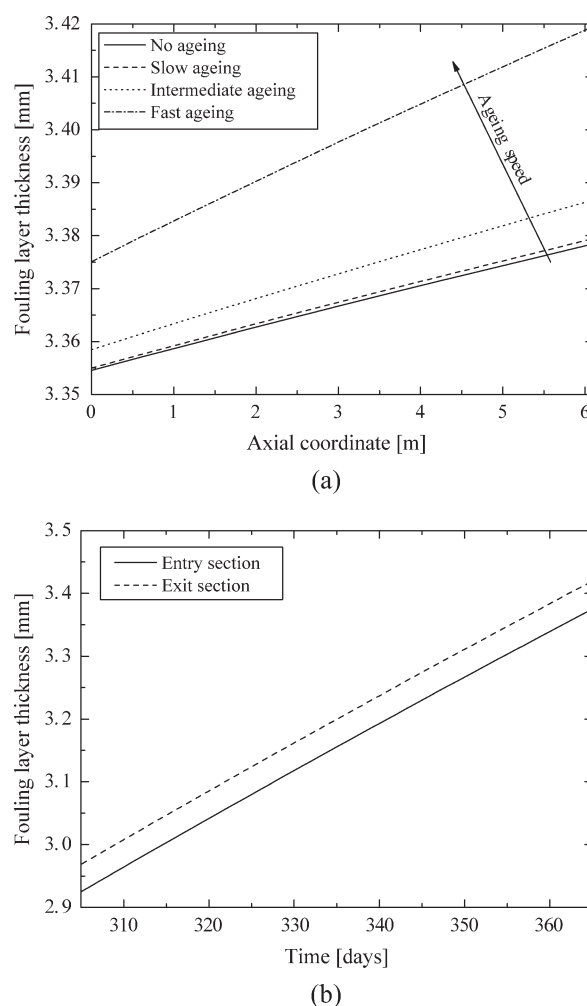 3.42
3.41
3.40
3.39
3.38
3.37
3.36
3.35
Fouling layer thickness [mm]
No ageing
Slow ageing
Intermediate ageing
Fast ageing
Ageing speed
0 1 2 3 4 5 6
Axial coordinate [m]
(a)
3.5
3.4
3.3
3.2
3.1
3.0
2.9
Fouling layer thickness [mm]
Entry section
Exit section
310 320 330 340 350 360
Time [days]
(b)